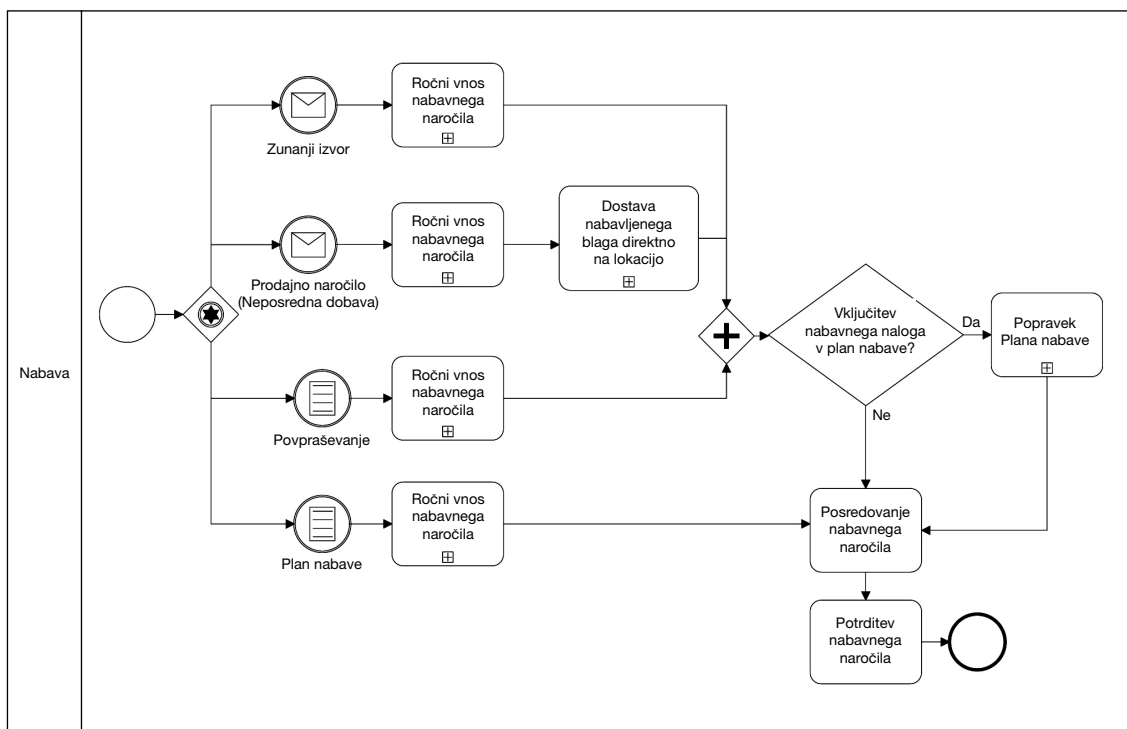 Nabava
Ročni vnos
nabavnega
naročila
Zunanji izvor
Ročni vnos
nabavnega
naročila
Dostava
nabavljenega
blaga direktno
na lokacijo
Prodajno naročilo
(Neposredna dobava)
Vključitev
nabavnega naloga
v plan nabave?
Da
Popravek
Plana nabave
Ne
Ročni vnos
nabavnega
naročila
Povpraševanje
Ročni vnos
nabavnega
naročila
Plan nabave
Posredovanje
nabavnega
naročila
Potrditev
nabavnega
naročila